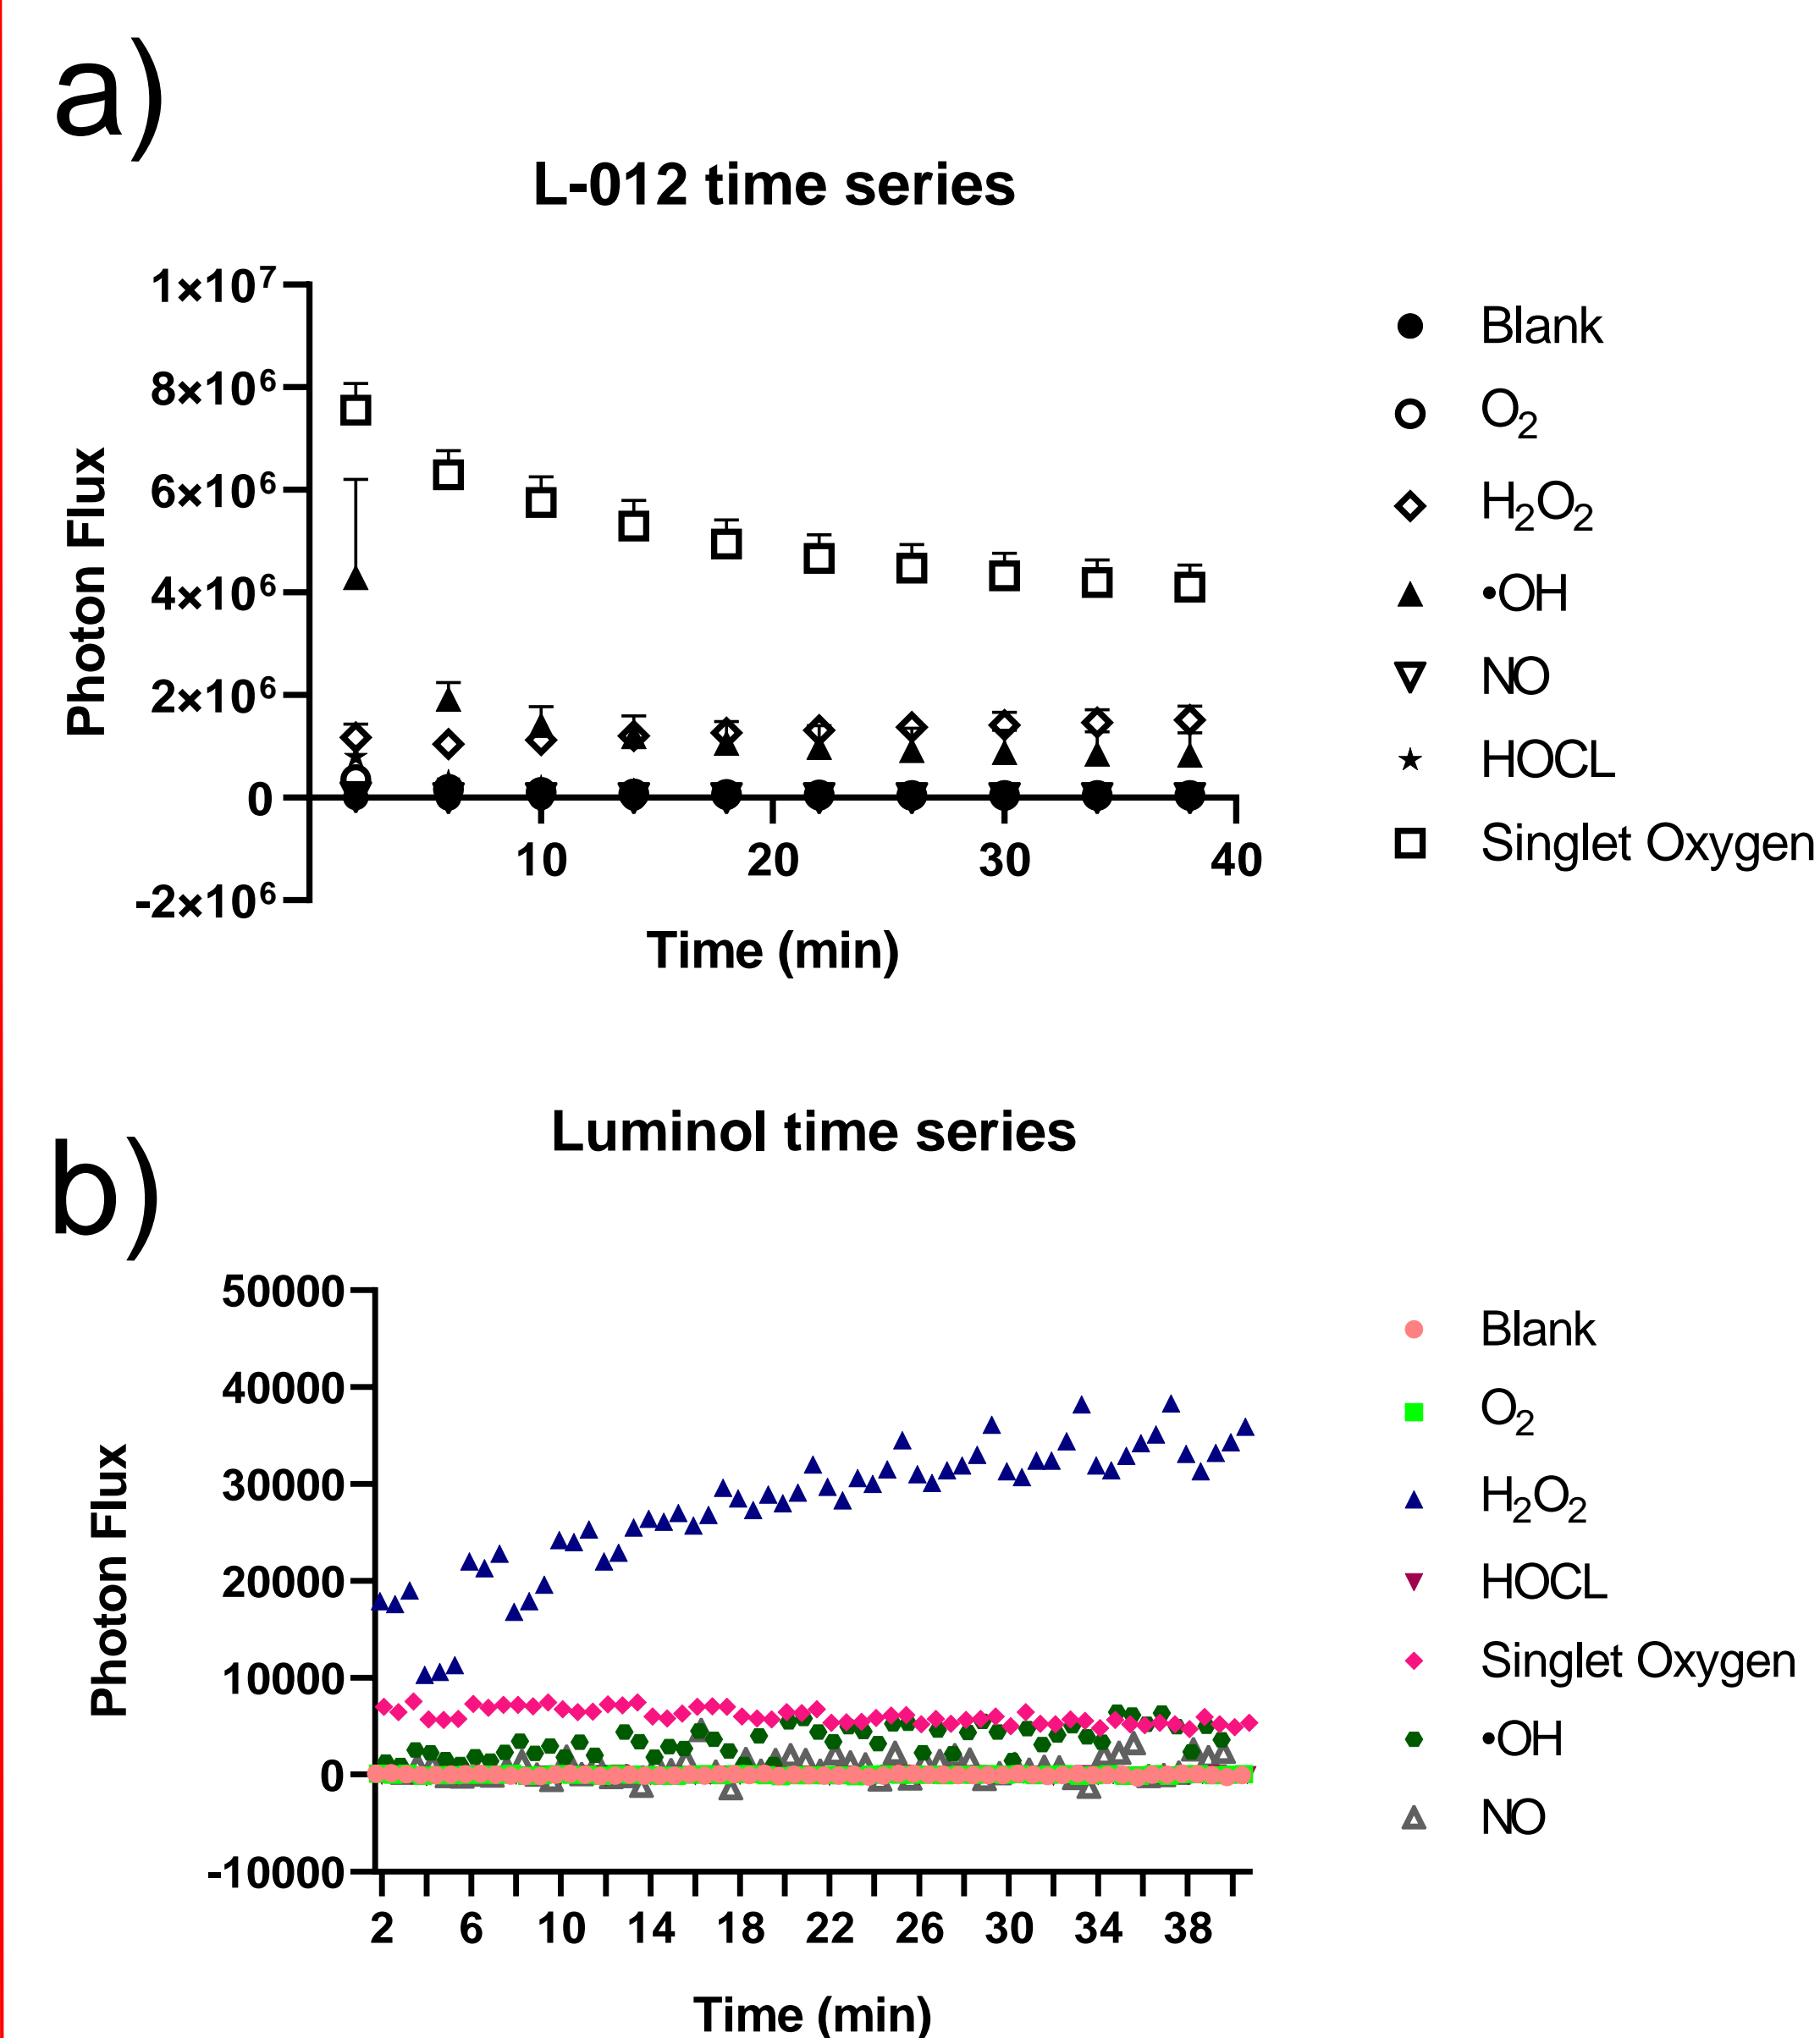 a)
L-012 time series
Photon Flux
1×10⁷
8×10⁶
6×10⁶
4×10⁶
2×10⁶
0
-2×10⁶
10 20 30 40
Time (min)
Blank
O₂
H₂O₂
•OH
NO
HOCL
Singlet Oxygen
b)
Luminol time series
Photon Flux
50000
40000
30000
20000
10000
0
-10000
2 6 10 14 18 22 26 30 34 38
Time (min)
Blank
O₂
H₂O₂
HOCL
Singlet Oxygen
•OH
NO